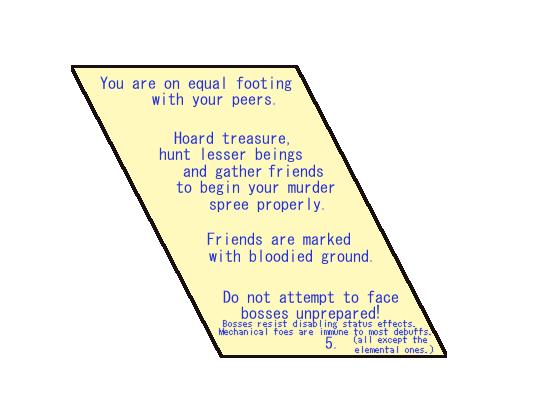 You are on equal footing
with your peers.
Hoard treasure,
hunt lesser beings
and gather friends
to begin your murder
spree properly.
Friends are marked
with bloodied ground.
Do not attempt to face
bosses unprepared!
Bosses resist disabling status effects.
Mechanical foes are immune to most debuffs.
5. (all except the
elemental ones.)